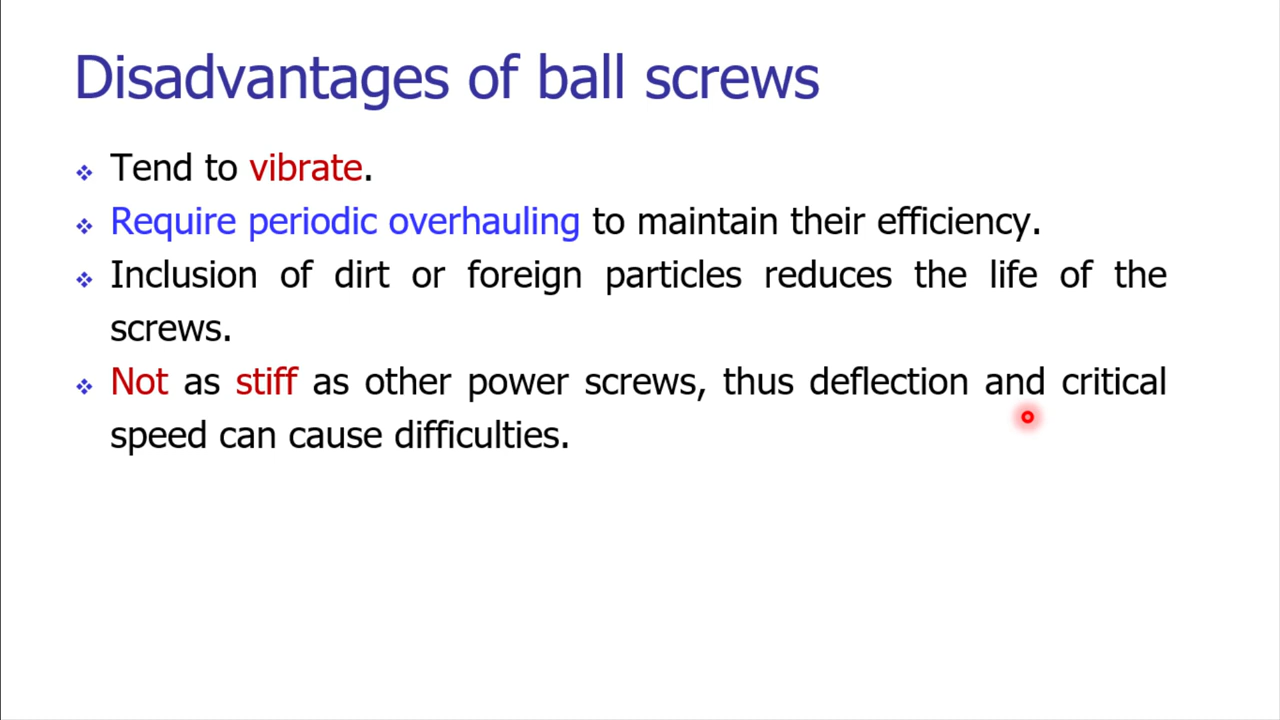 Disadvantages of ball screws
❖ Tend to vibrate.
❖ Require periodic overhauling to maintain their efficiency.
❖ Inclusion of dirt or foreign particles reduces the life of the
screws.
❖ Not as stiff as other power screws, thus deflection and critical
speed can cause difficulties.